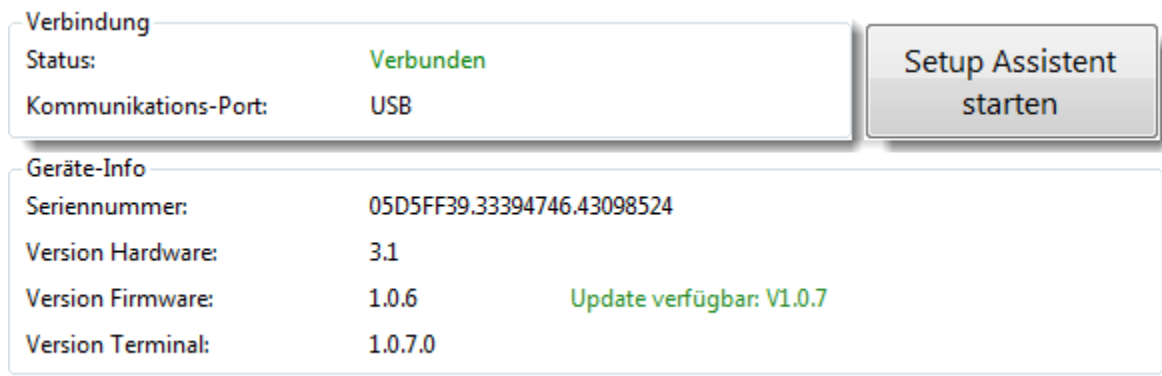 Verbindung
Status: Verbunden
Kommunikations-Port: USB
Setup Assistent
starten
Geräte-Info
Seriennummer: 05D5FF39.33394746.43098524
Version Hardware: 3.1
Version Firmware: 1.0.6 Update verfügbar: V1.0.7
Version Terminal: 1.0.7.0